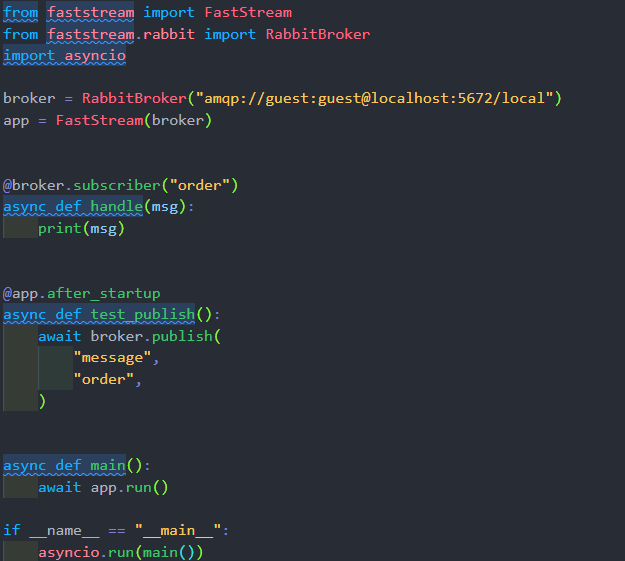 from faststream import FastStream
from faststream.rabbit import RabbitBroker
import asyncio

broker = RabbitBroker("amqp://guest:guest@localhost:5672/local")
app = FastStream(broker)


@broker.subscriber("order")
async def handle(msg):
    print(msg)


@app.after_startup
async def test_publish():
    await broker.publish(
        "message",
        "order",
    )


async def main():
    await app.run()

if __name__ == "__main__":
    asyncio.run(main())